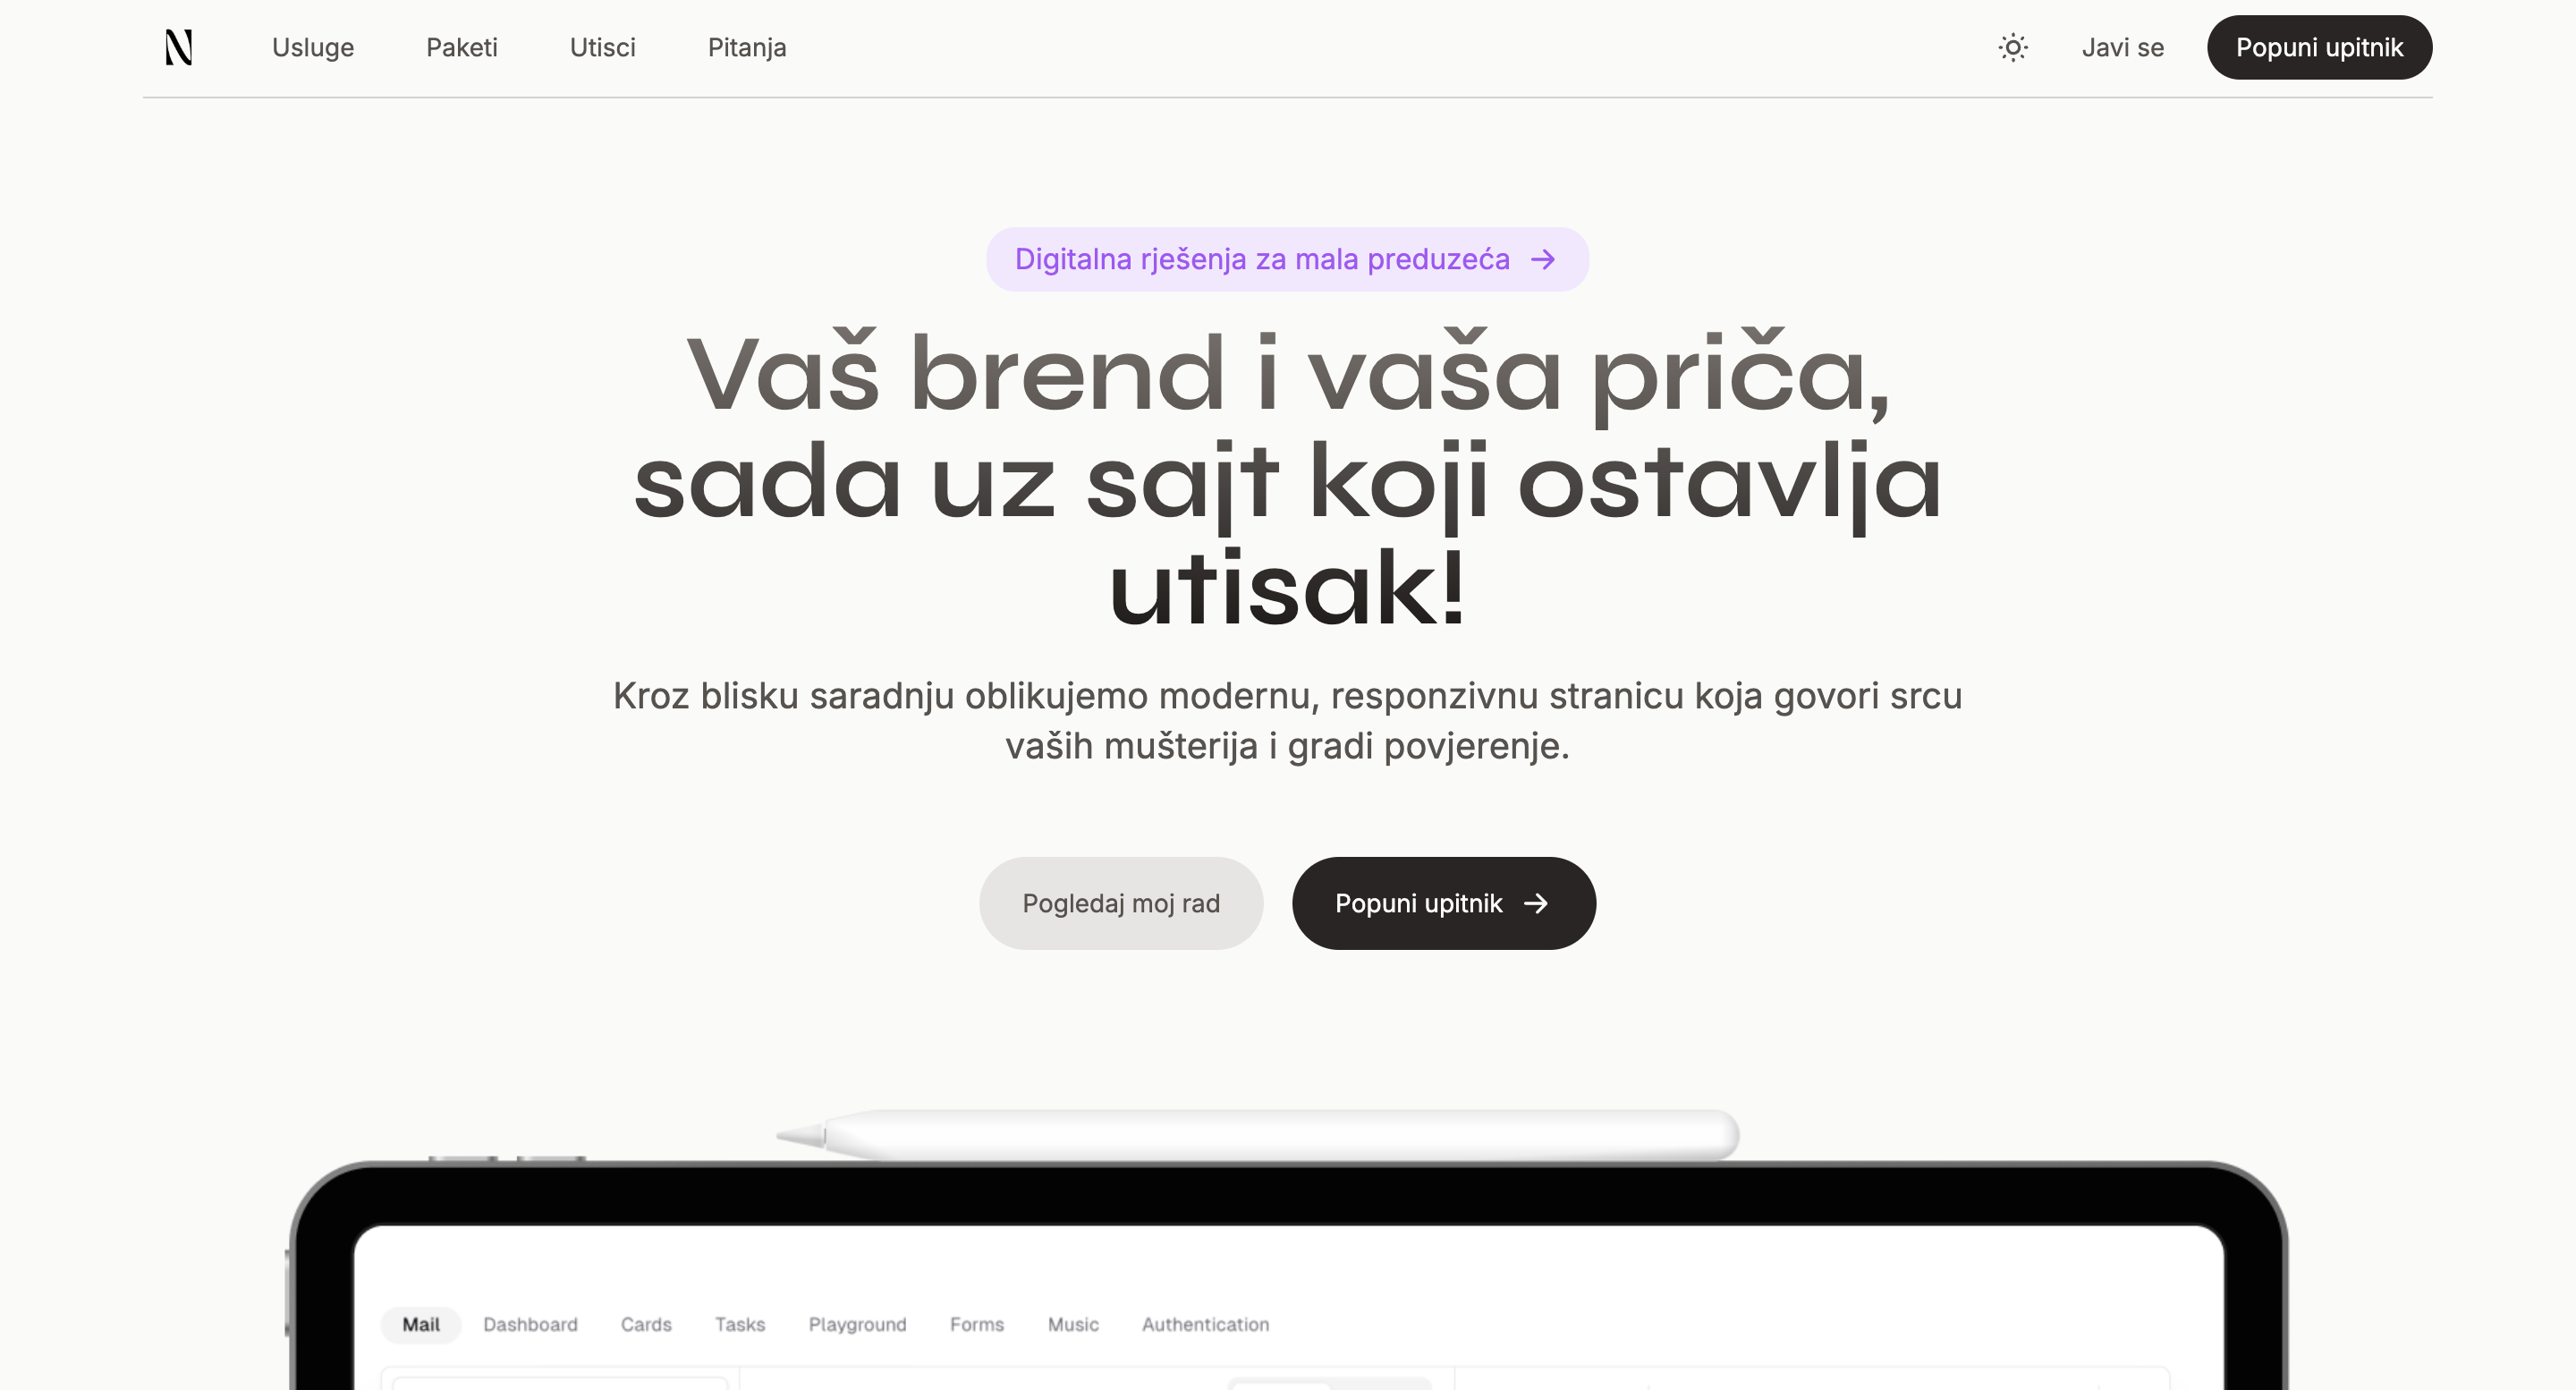 N
Usluge
Paketi
Utisci
Pitanja
Javi se
Popuni upitnik
Digitalna rješenja za mala preduzeća →
Vaš brend i vaša priča,
sada uz sajt koji ostavlja
utisak!
Kroz blisku saradnju oblikujemo modernu, responzivnu stranicu koja govori srcu
vaših mušterija i gradi povjerenje.
Pogledaj moj rad
Popuni upitnik →
Mail
Dashboard
Cards
Tasks
Playground
Forms
Music
Authentication